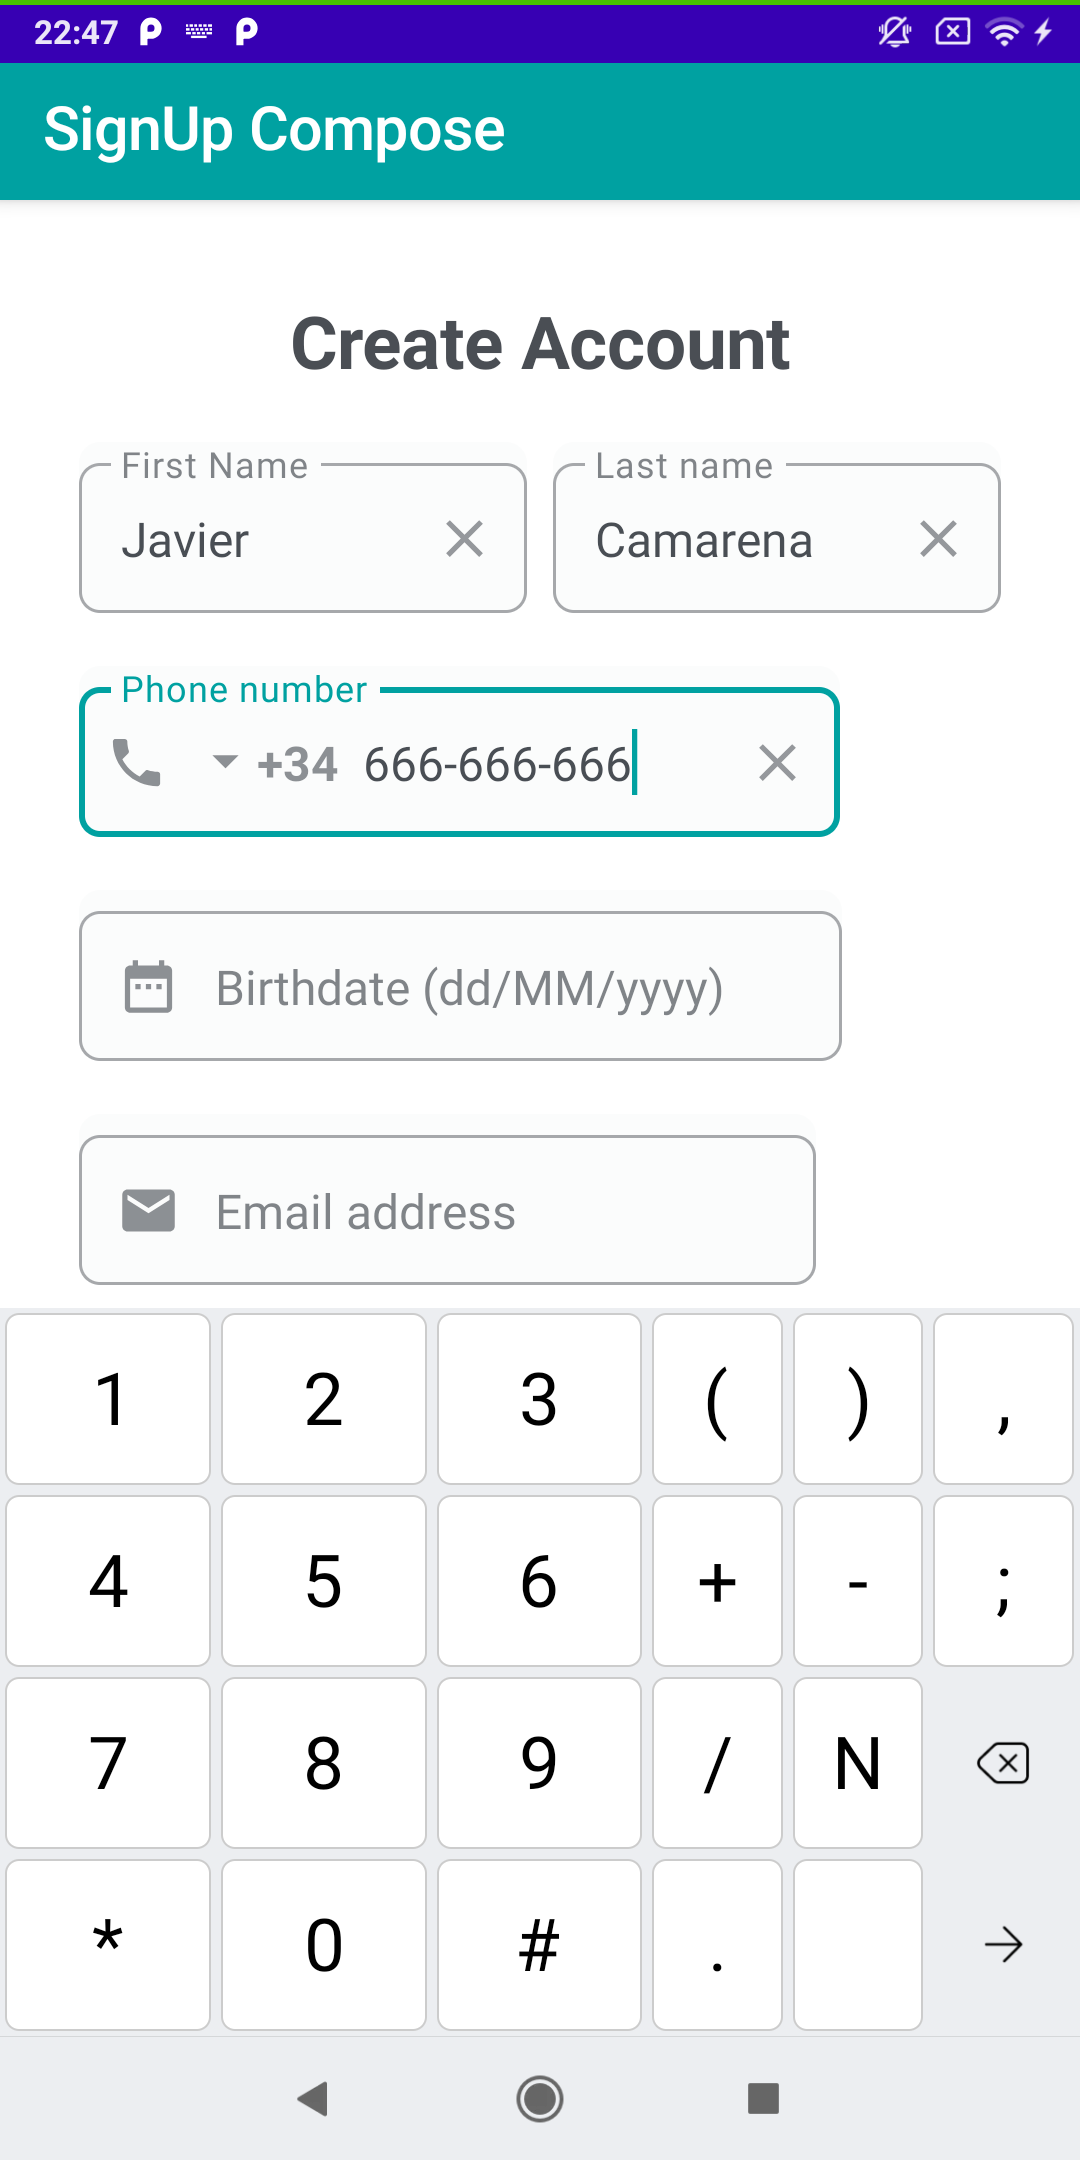 22:47
SignUp Compose
Create Account
First Name Last name
Javier Camarena
Phone number
+34 666-666-666
Birthdate (dd/MM/yyyy)
Email address
1 2 3 ( ) ,
4 5 6 + - ;
7 8 9 / N
* 0 # .